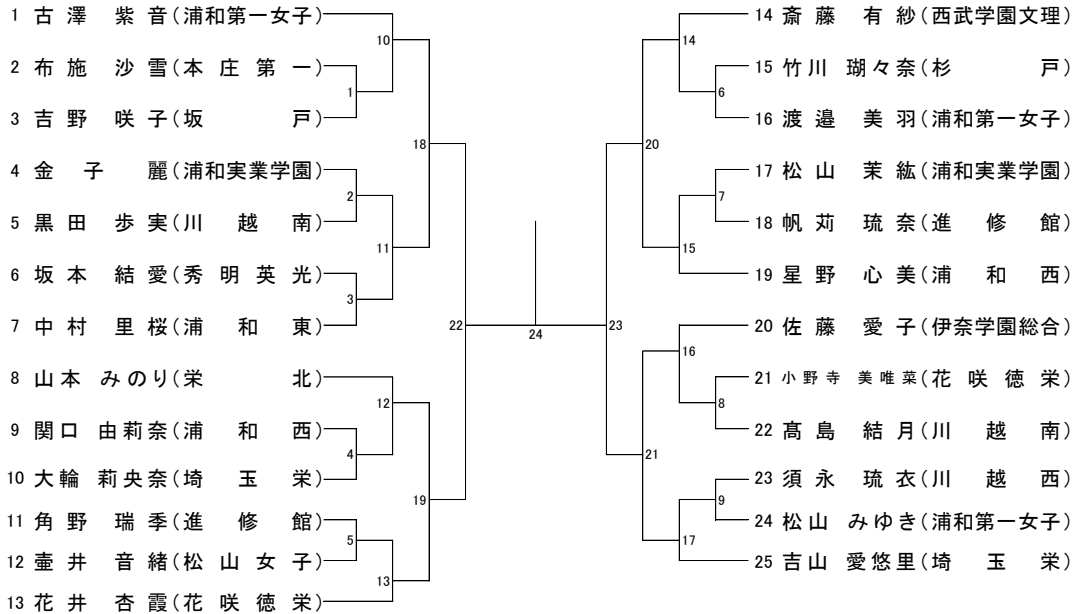 1 古澤 紫音(浦和第一女子)
2 布施 沙雪(本庄第一)
3 吉野 咲子(坂戸)
4 金子 麗(浦和実業学園)
5 黒田 歩実(川越南)
6 坂本 結愛(秀明英光)
7 中村 里桜(浦和東)
8 山本 みのり(栄北)
9 関口 由莉奈(浦和西)
10 大輪 莉央奈(埼玉栄)
11 角野 瑞季(進修館)
12 壷井 音緒(松山女子)
13 花井 杏霞(花咲徳栄)
10
1
18
2
11
3
22
12
4
19
5
13
24
14
6
20
7
15
23
16
8
21
9
17
14 斎藤 有紗(西武学園文理)
15 竹川 瑚々奈(杉戸)
16 渡邉 美羽(浦和第一女子)
17 松山 茉紘(浦和実業学園)
18 帆苅 琉奈(進修館)
19 星野 心美(浦和西)
20 佐藤 愛子(伊奈学園総合)
21 小野寺 美唯菜(花咲徳栄)
22 髙島 結月(川越南)
23 須永 琉衣(川越西)
24 松山 みゆき(浦和第一女子)
25 吉山 愛悠里(埼玉栄)